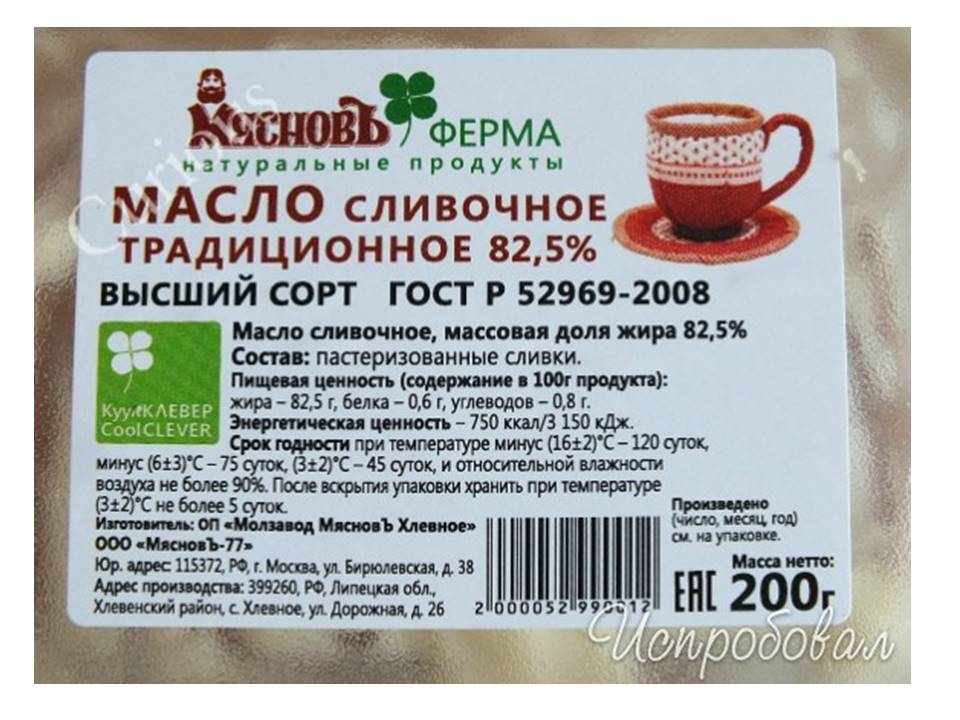 МЯСНОВЪ ФЕРМА
натуральные продукты
МАСЛО СЛИВОЧНОЕ
ТРАДИЦИОННОЕ 82,5%
ВЫСШИЙ СОРТ ГОСТ Р 52969-2008
Масло сливочное, массовая доля жира 82,5%
Состав: пастеризованные сливки.
Пищевая ценность (содержание в 100г продукта):
жира – 82,5 г, белка – 0,6 г, углеводов – 0,8 г.
КуулКЛЕВЕР
CoolCLEVER
Энергетическая ценность – 750 ккал/3 150 кДж.
Срок годности при температуре минус (16±2)°С – 120 суток,
минус (6±3)°С – 75 суток, (3±2)°С – 45 суток, и относительной влажности
воздуха не более 90%. После вскрытия упаковки хранить при температуре
(3±2)°С не более 5 суток.
Изготовитель: ОП «Молзавод МясновЪ Хлевное»
ООО «МясновЪ-77»
Юр. адрес: 115372, РФ, г. Москва, ул. Бирюлевская, д. 38
Адрес производства: 399260, РФ, Липецкая обл.,
Хлевенский район, с. Хлевное, ул. Дорожная, д. 26
2 000052 990012
Произведено
(число, месяц, год)
см. на упаковке.
Масса нетто:
ЕАС 200г
Curious
Испробовал